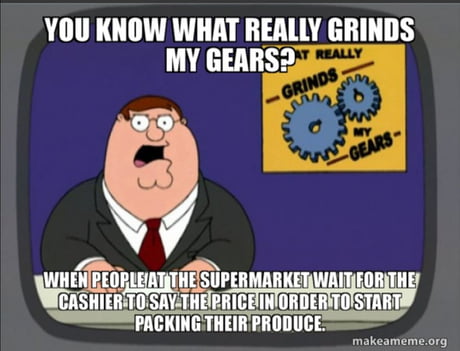 YOU KNOW WHAT REALLY GRINDS
MY GEARS?
AT REALLY
GRINDS
MY
GEARS
WHEN PEOPLE AT THE SUPERMARKET WAIT FOR THE
CASHIER TO SAY THE PRICE IN ORDER TO START
PACKING THEIR PRODUCE.
makeameme.org